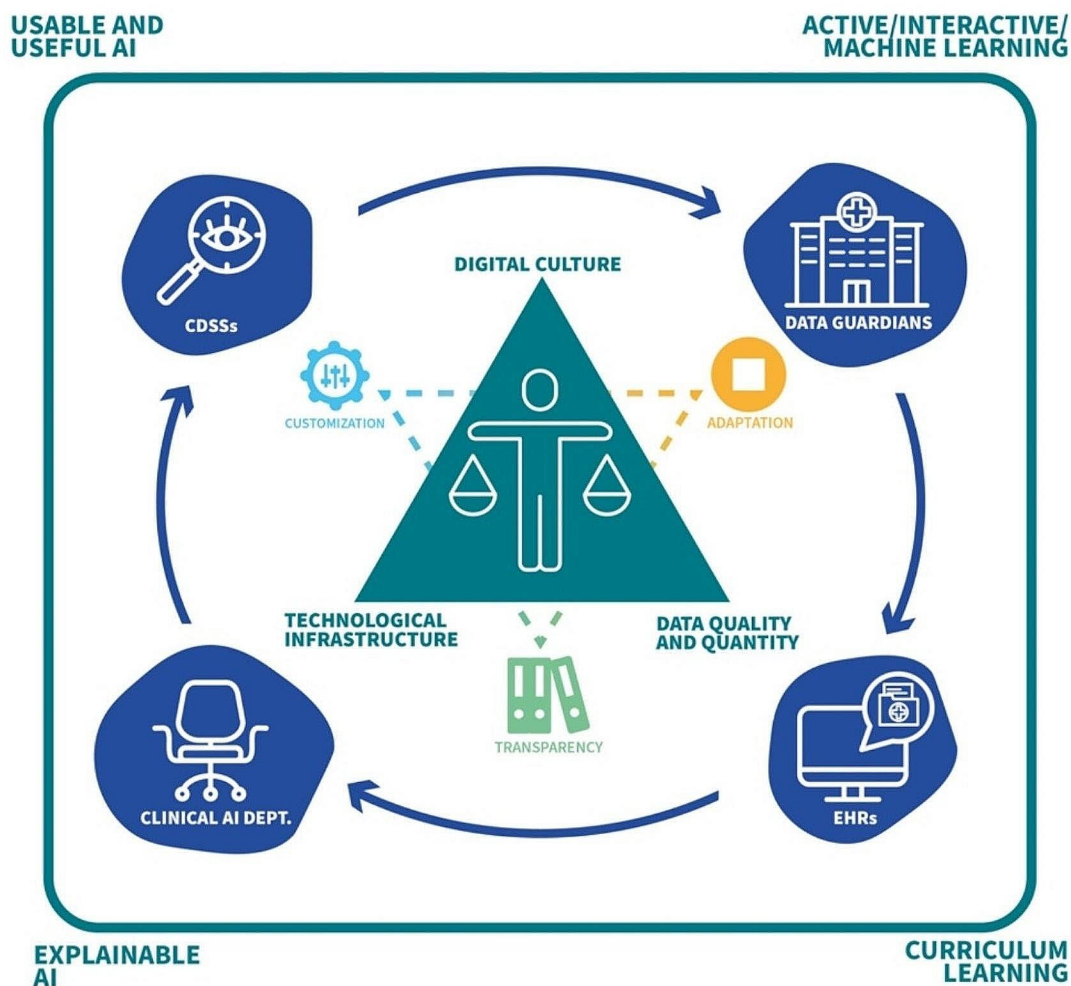 USABLE AND
USEFUL AI
ACTIVE/INTERACTIVE/
MACHINE LEARNING
CDSSs
DIGITAL CULTURE
DATA GUARDIANS
CUSTOMIZATION
ADAPTATION
TECHNOLOGICAL
INFRASTRUCTURE
DATA QUALITY
AND QUANTITY
TRANSPARENCY
CLINICAL AI DEPT.
EHRs
EXPLAINABLE
AI
CURRICULUM
LEARNING